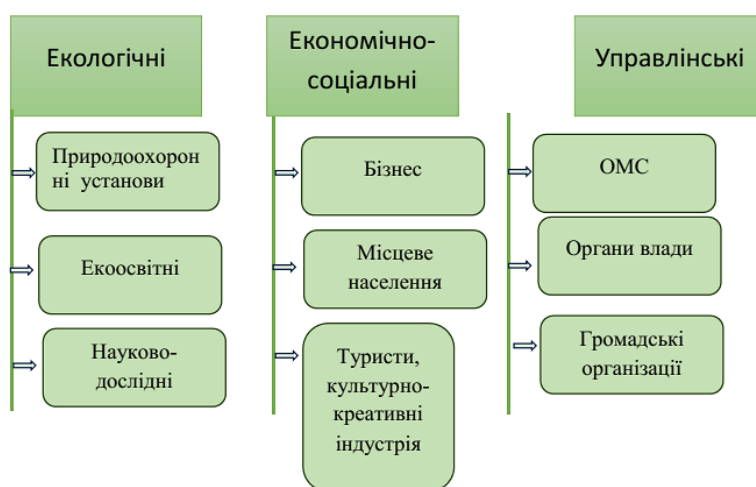 Екологічні
Природоохорон
ні установи
Екоосвітні
Науково-
дослідні
Економічно-
соціальні
Бізнес
Місцеве
населення
Туристи,
культурно-
креативні
індустрія
Управлінські
ОМС
Органи влади
Громадські
організації